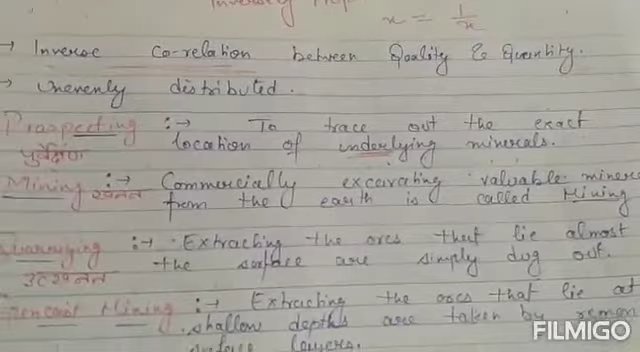 Inversely Prop
x = 1/x
→ Inverse co-relation between Quality & Quantity.
→ Unevenly distributed.
Prospecting :→ To trace out the exact
पुर्वेक्षण location of underlying minerals.
Mining :→ Commercially excavating valuable minera
खनन from the earth is called Mining
Quarrying :→ Extracting the ores that lie almost
उत्खनन the surface are simply dug out.
Opencast Mining :→ Extracting the ores that lie at
shallow depths are taken by remov
surface layers.
FILMIGO